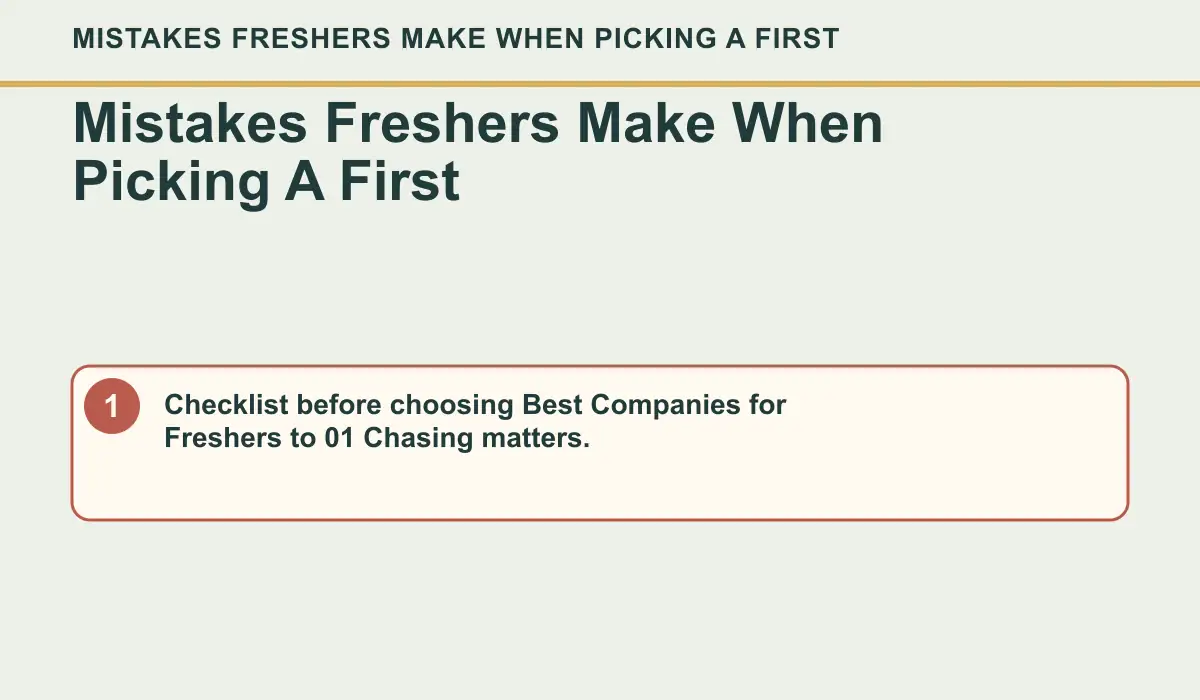 MISTAKES FRESHERS MAKE WHEN PICKING A FIRST
Mistakes Freshers Make When
Picking A First
1
Checklist before choosing Best Companies for
Freshers to 01 Chasing matters.